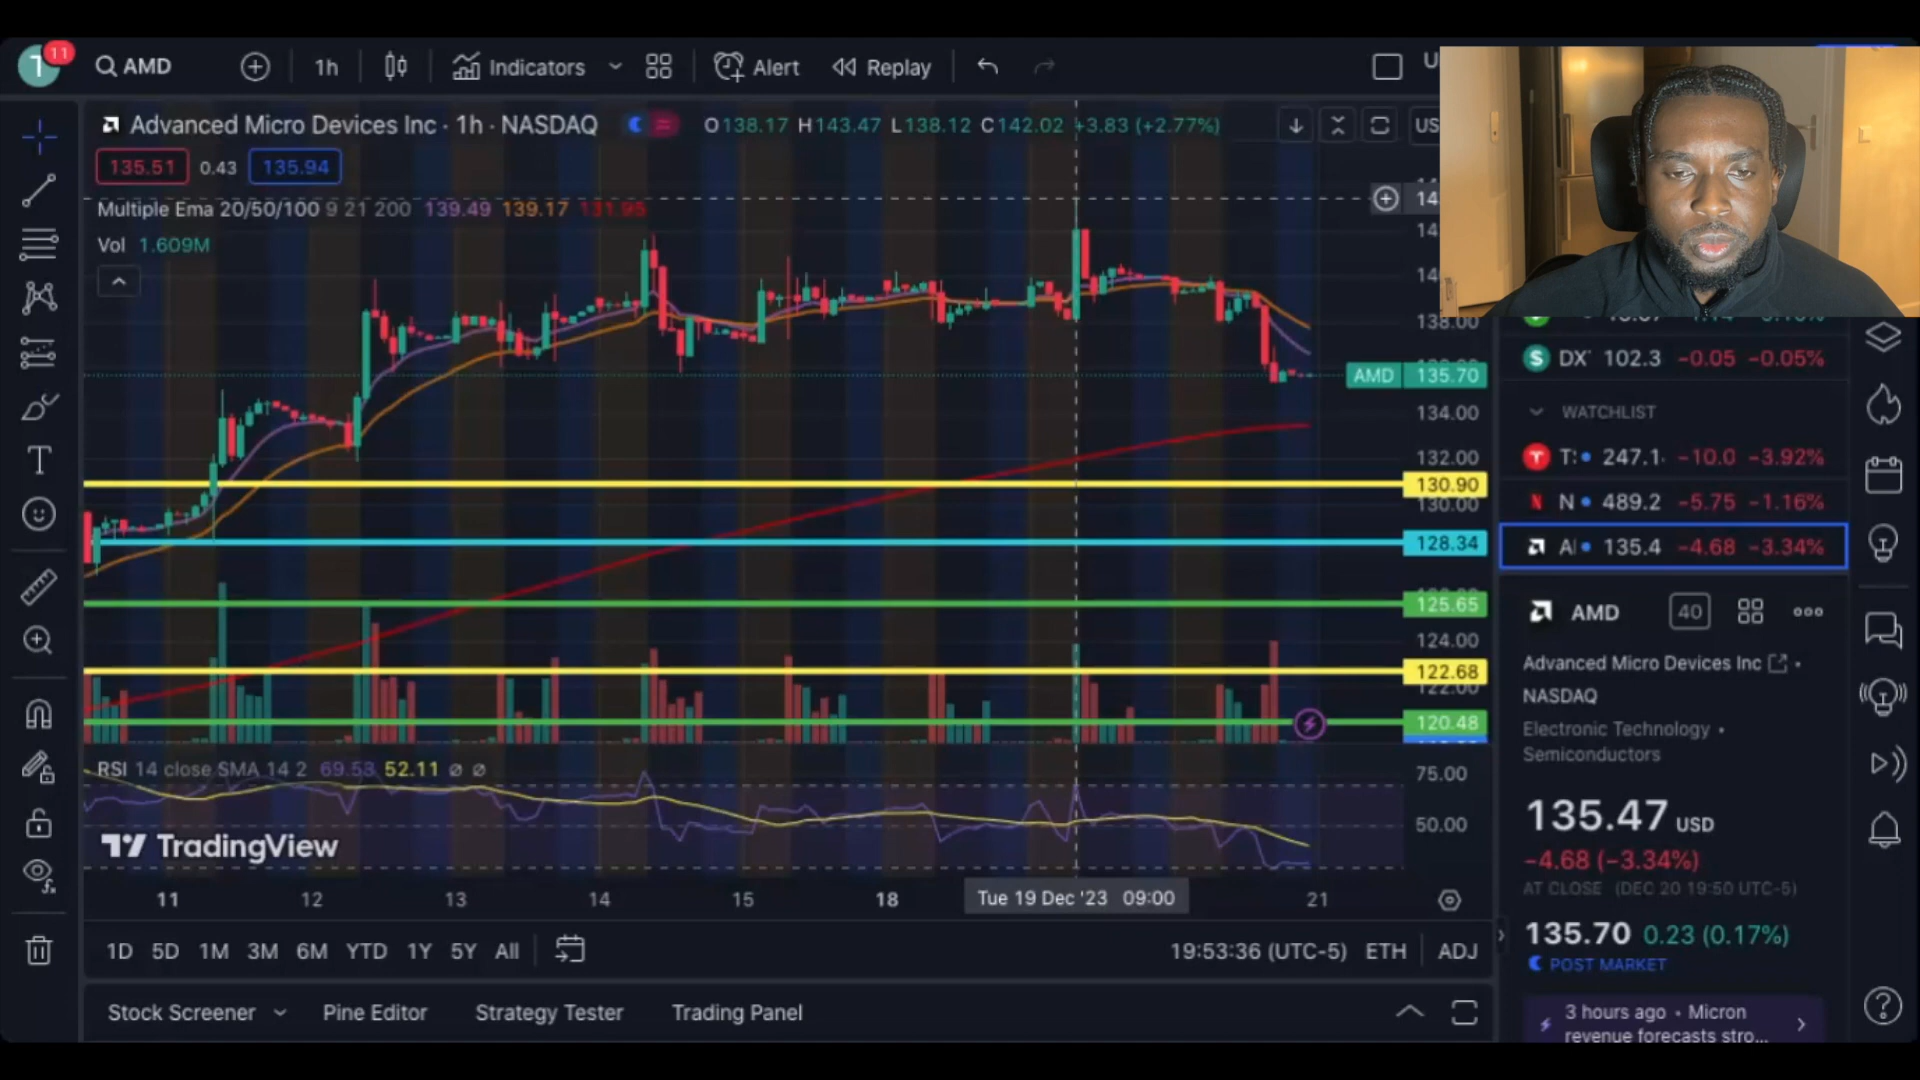 11
AMD
1h
Indicators
Alert
Replay
U
Advanced Micro Devices Inc · 1h · NASDAQ
O138.17 H143.47 L138.12 C142.02 +3.83 (+2.77%)
US
135.51 0.43 135.94
Multiple Ema 20/50/100 9 21 200 139.49 139.17 131.95
Vol 1.609M
138.00
AMD 135.70
134.00
132.00
130.90
130.00
128.34
125.65
124.00
122.68
122.00
120.48
RSI 14 close SMA 14 2 69.53 52.11 ∅ ∅
75.00
50.00
TradingView
11 12 13 14 15 18 Tue 19 Dec '23 09:00 21
1D 5D 1M 3M 6M YTD 1Y 5Y All
19:53:36 (UTC-5) ETH ADJ
Stock Screener Pine Editor Strategy Tester Trading Panel
DX 102.3 −0.05 −0.05%
WATCHLIST
T 247.1 −10.0 −3.92%
N 489.2 −5.75 −1.16%
A 135.4 −4.68 −3.34%
AMD 40
Advanced Micro Devices Inc
NASDAQ
Electronic Technology •
Semiconductors
135.47 USD
−4.68 (−3.34%)
AT CLOSE (DEC 20 19:50 UTC-5)
135.70 0.23 (0.17%)
POST MARKET
3 hours ago • Micron
revenue forecasts stro...